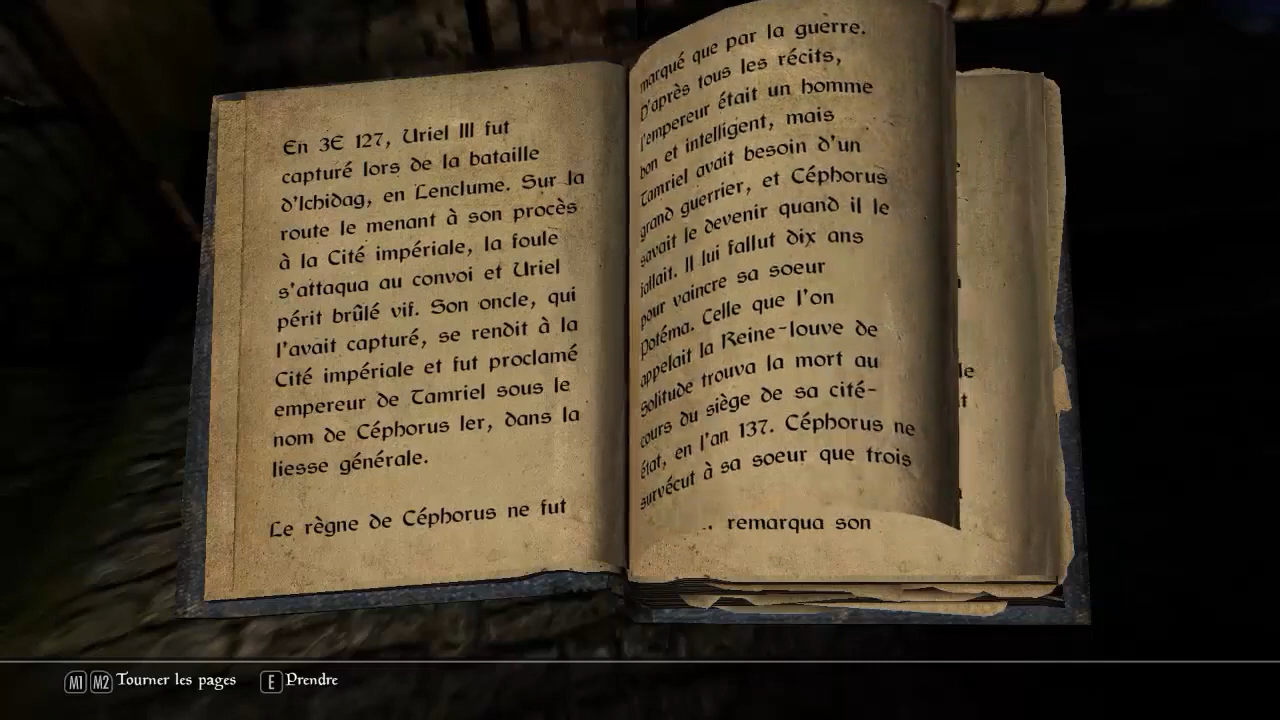 En 3E 127, Uriel III fut
capturé lors de la bataille
d'Ichidag, en Lenclume. Sur la
route le menant à son procès
à la Cité impériale, la foule
s'attaqua au convoi et Uriel
périt brûlé vif. Son oncle, qui
l'avait capturé, se rendit à la
Cité impériale et fut proclamé
empereur de Tamriel sous le
nom de Céphorus Ier, dans la
liesse générale.
Le règne de Céphorus ne fut
marqué que par la guerre.
D'après tous les récits,
l'empereur était un homme
bon et intelligent, mais
Tamriel avait besoin d'un
grand guerrier, et Céphorus
savait le devenir quand il le
fallait. Il lui fallut dix ans
pour vaincre sa soeur
Potéma. Celle que l'on
appelait la Reine-louve de
Solitude trouva la mort au
cours du siège de sa cité-
état, en l'an 137. Céphorus ne
survécut à sa soeur que trois
remarqua son
M1 M2 Tourner les pages E Prendre